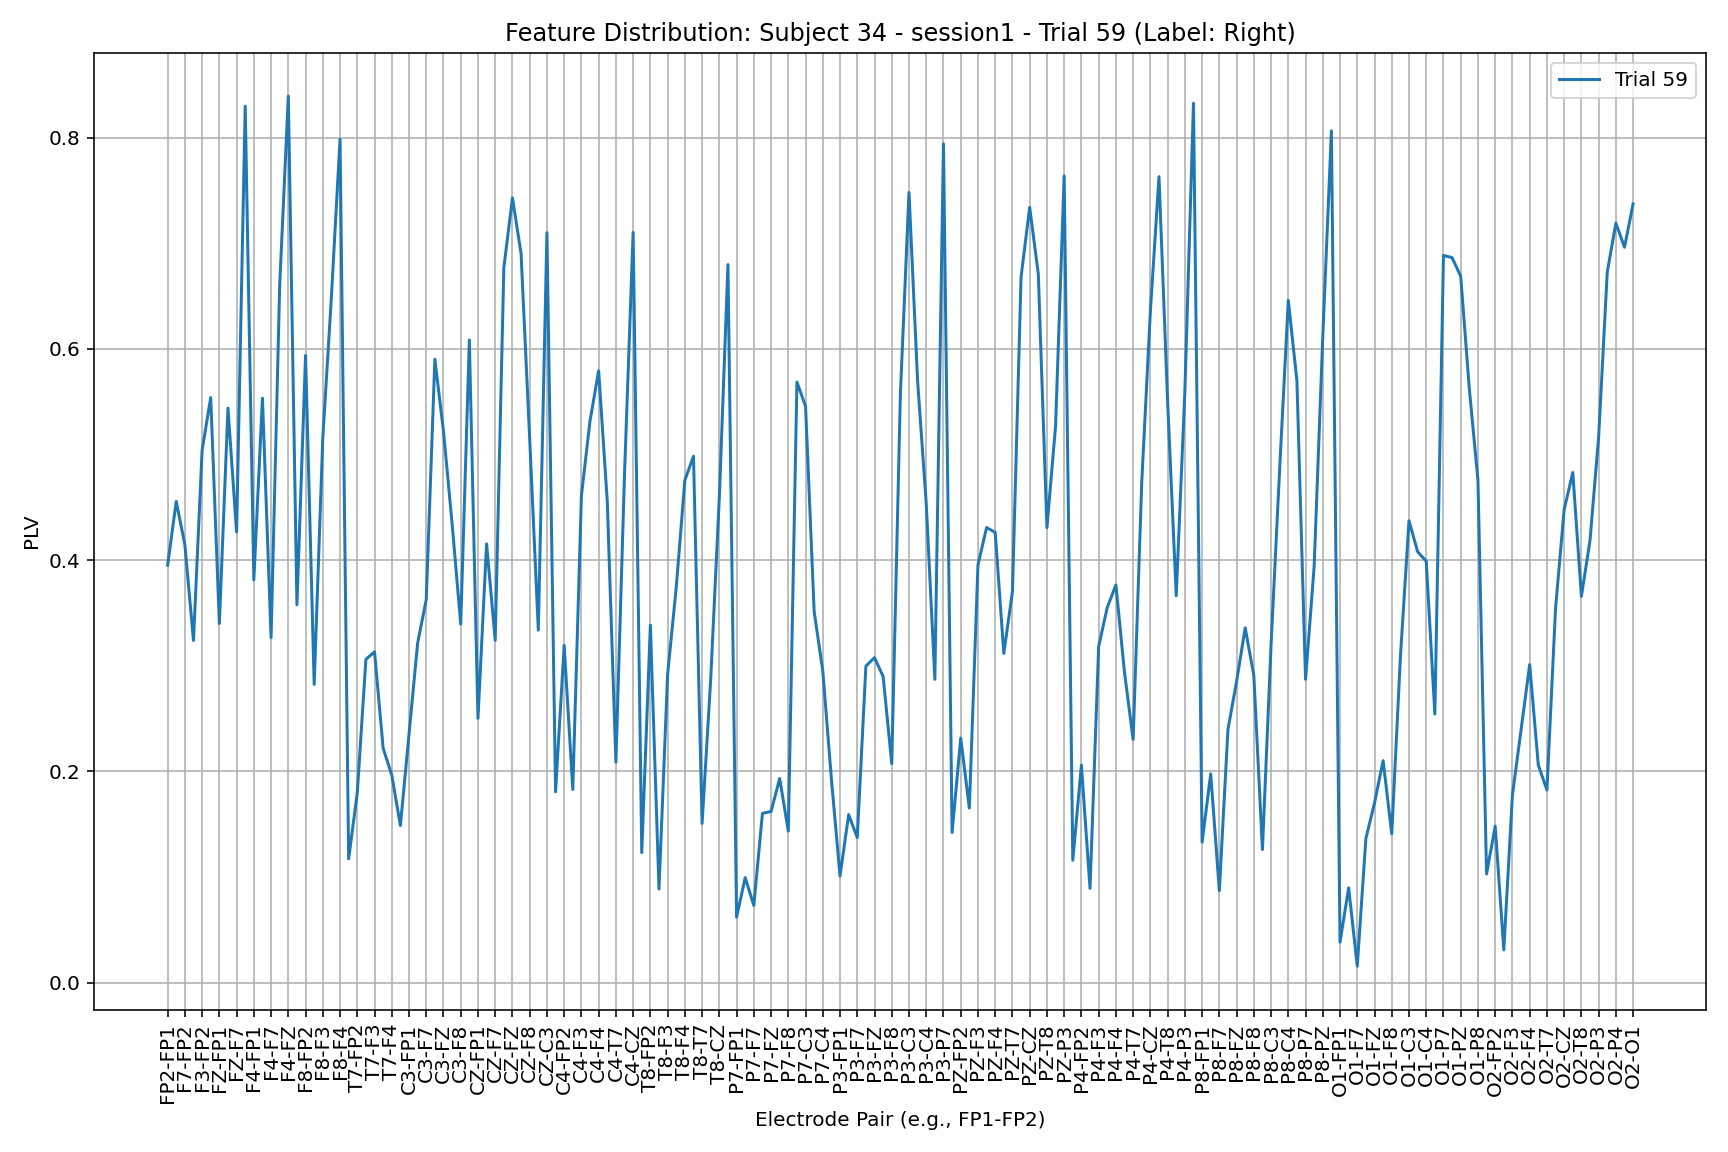 Feature Distribution: Subject 34 - session1 - Trial 59 (Label: Right)
Trial 59
PLV
0.8
0.6
0.4
0.2
0.0
FP2-FP1
F7-FP2
F3-FP2
FZ-FP1
FZ-F7
F4-FP1
F4-F7
F4-FZ
F8-FP2
F8-F3
F8-F4
T7-FP2
T7-F3
T7-F4
C3-FP1
C3-F7
C3-FZ
C3-F8
CZ-FP1
CZ-F7
CZ-FZ
CZ-F8
CZ-C3
C4-FP2
C4-F3
C4-F4
C4-T7
C4-CZ
T8-FP2
T8-F3
T8-F4
T8-T7
T8-CZ
P7-FP1
P7-F7
P7-FZ
P7-F8
P7-C3
P7-C4
P3-FP1
P3-F7
P3-FZ
P3-F8
P3-C3
P3-C4
P3-P7
PZ-FP2
PZ-F3
PZ-F4
PZ-T7
PZ-CZ
PZ-T8
PZ-P3
P4-FP2
P4-F3
P4-F4
P4-T7
P4-CZ
P4-T8
P4-P3
P8-FP1
P8-F7
P8-FZ
P8-F8
P8-C3
P8-C4
P8-P7
P8-PZ
O1-FP1
O1-F7
O1-FZ
O1-F8
O1-C3
O1-C4
O1-P7
O1-PZ
O1-P8
O2-FP2
O2-F3
O2-F4
O2-T7
O2-CZ
O2-T8
O2-P3
O2-P4
O2-O1
Electrode Pair (e.g., FP1-FP2)